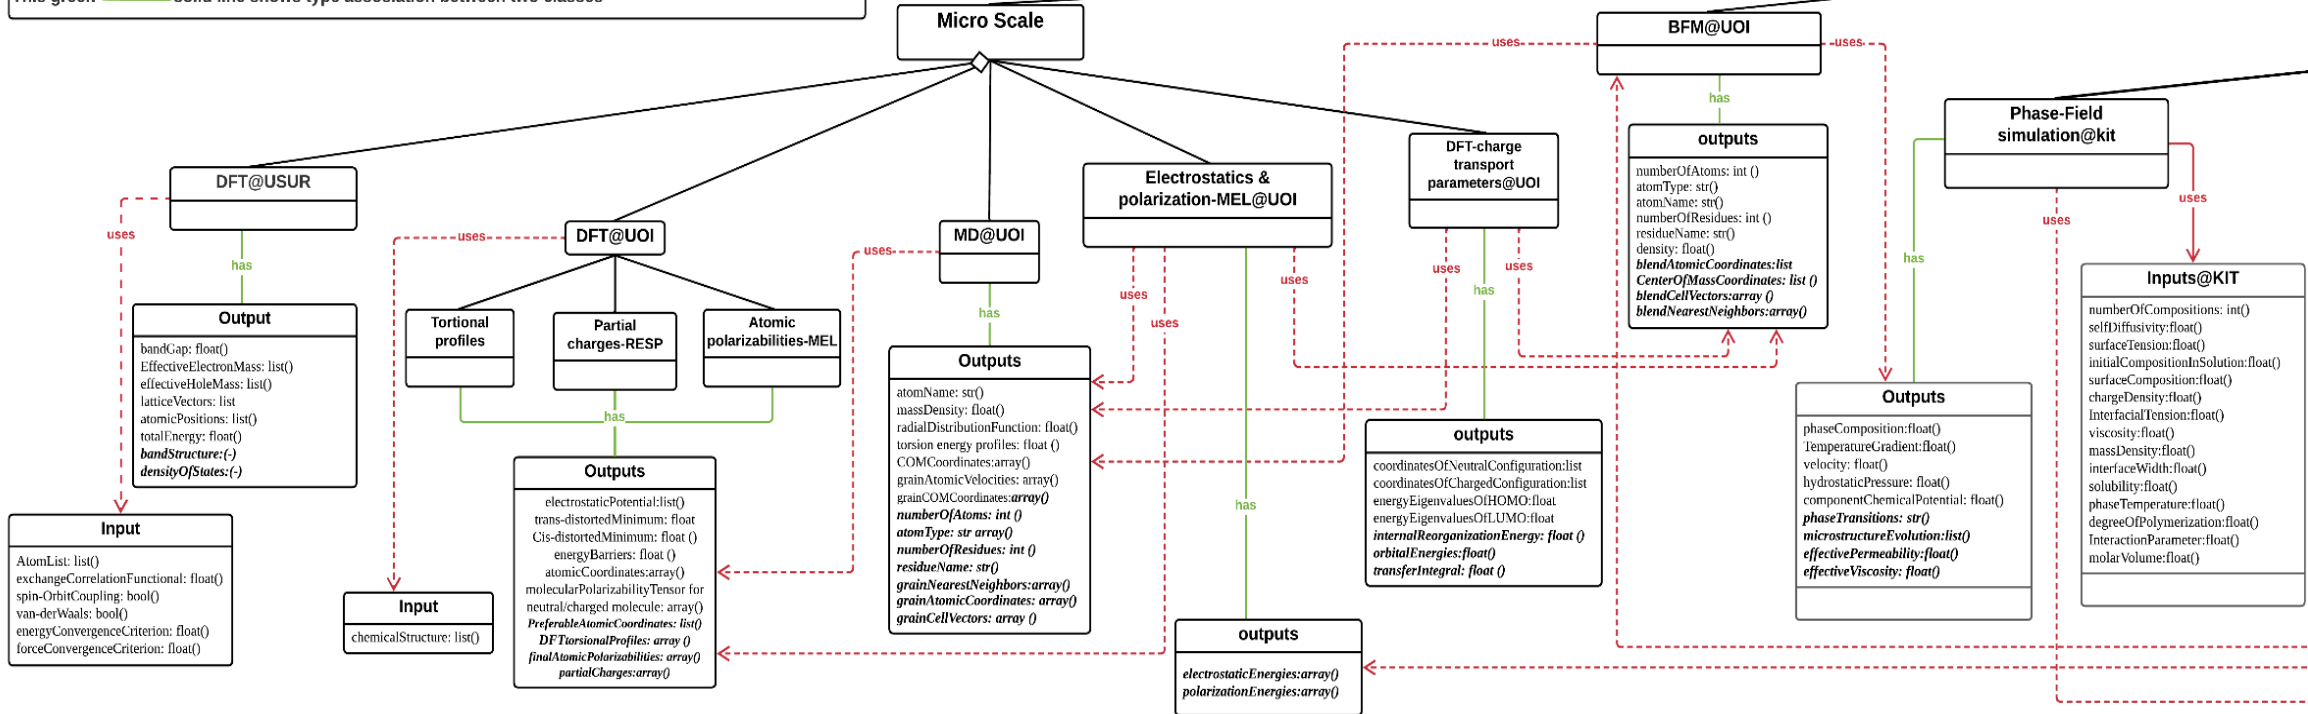 This green solid line shows type association between two classes
Micro Scale
BFM@UOI
uses
uses
has
Phase-Field
simulation@kit
uses
uses
has
DFT@USUR
uses
has
DFT@UOI
uses
MD@UOI
uses
has
Electrostatics &
polarization-MEL@UOI
uses
uses
uses
has
DFT-charge
transport
parameters@UOI
uses
uses
has
outputs
numberOfAtoms: int ()
atomType: str()
atomName: str()
numberOfResidues: int ()
residueName: str()
density: float()
blendAtomicCoordinates:list
CenterOfMassCoordinates: list ()
blendCellVectors:array ()
blendNearestNeighbors:array()
Inputs@KIT
numberOfCompositions: int()
selfDiffusivity:float()
surfaceTension:float()
initialCompositionInSolution:float()
surfaceComposition:float()
chargeDensity:float()
InterfacialTension:float()
viscosity:float()
massDensity:float()
interfaceWidth:float()
solubility:float()
phaseTemperature:float()
degreeOfPolymerization:float()
InteractionParameter:float()
molarVolume:float()
Output
bandGap: float()
EffectiveElectronMass: list()
effectiveHoleMass: list()
latticeVectors: list
atomicPositions: list()
totalEnergy: float()
bandStructure:(-)
densityOfStates:(-)
Tortional
profiles
Partial
charges-RESP
Atomic
polarizabilities-MEL
has
Outputs
atomName: str()
massDensity: float()
radialDistributionFunction: float()
torsion energy profiles: float ()
COMCoordinates:array()
grainAtomicVelocities: array()
grainCOMCoordinates:array()
numberOfAtoms: int ()
atomType: str array()
numberOfResidues: int ()
residueName: str()
grainNearestNeighbors:array()
grainAtomicCoordinates: array()
grainCellVectors: array ()
outputs
coordinatesOfNeutralConfiguration:list
coordinatesOfChargedConfiguration:list
energyEigenvaluesOfHOMO:float
energyEigenvaluesOfLUMO:float
internalReorganizationEnergy: float ()
orbitalEnergies:float()
transferIntegral: float ()
Outputs
phaseComposition:float()
TemperatureGradient:float()
velocity: float()
hydrostaticPressure: float()
componentChemicalPotential: float()
phaseTransitions: str()
microstructureEvolution:list()
effectivePermeability:float()
effectiveViscosity: float()
Input
AtomList: list()
exchangeCorrelationFunctional: float()
spin-OrbitCoupling: bool()
van-derWaals: bool()
energyConvergenceCriterion: float()
forceConvergenceCriterion: float()
Input
chemicalStructure: list()
Outputs
electrostaticPotential:list()
trans-distortedMinimum: float
Cis-distortedMinimum: float ()
energyBarriers: float ()
atomicCoordinates:array()
molecularPolarizabilityTensor for
neutral/charged molecule: array()
PreferableAtomicCoordinates: list()
DFTtorsionalProfiles: array ()
finalAtomicPolarizabilities: array()
partialCharges:array()
outputs
electrostaticEnergies:array()
polarizationEnergies:array()